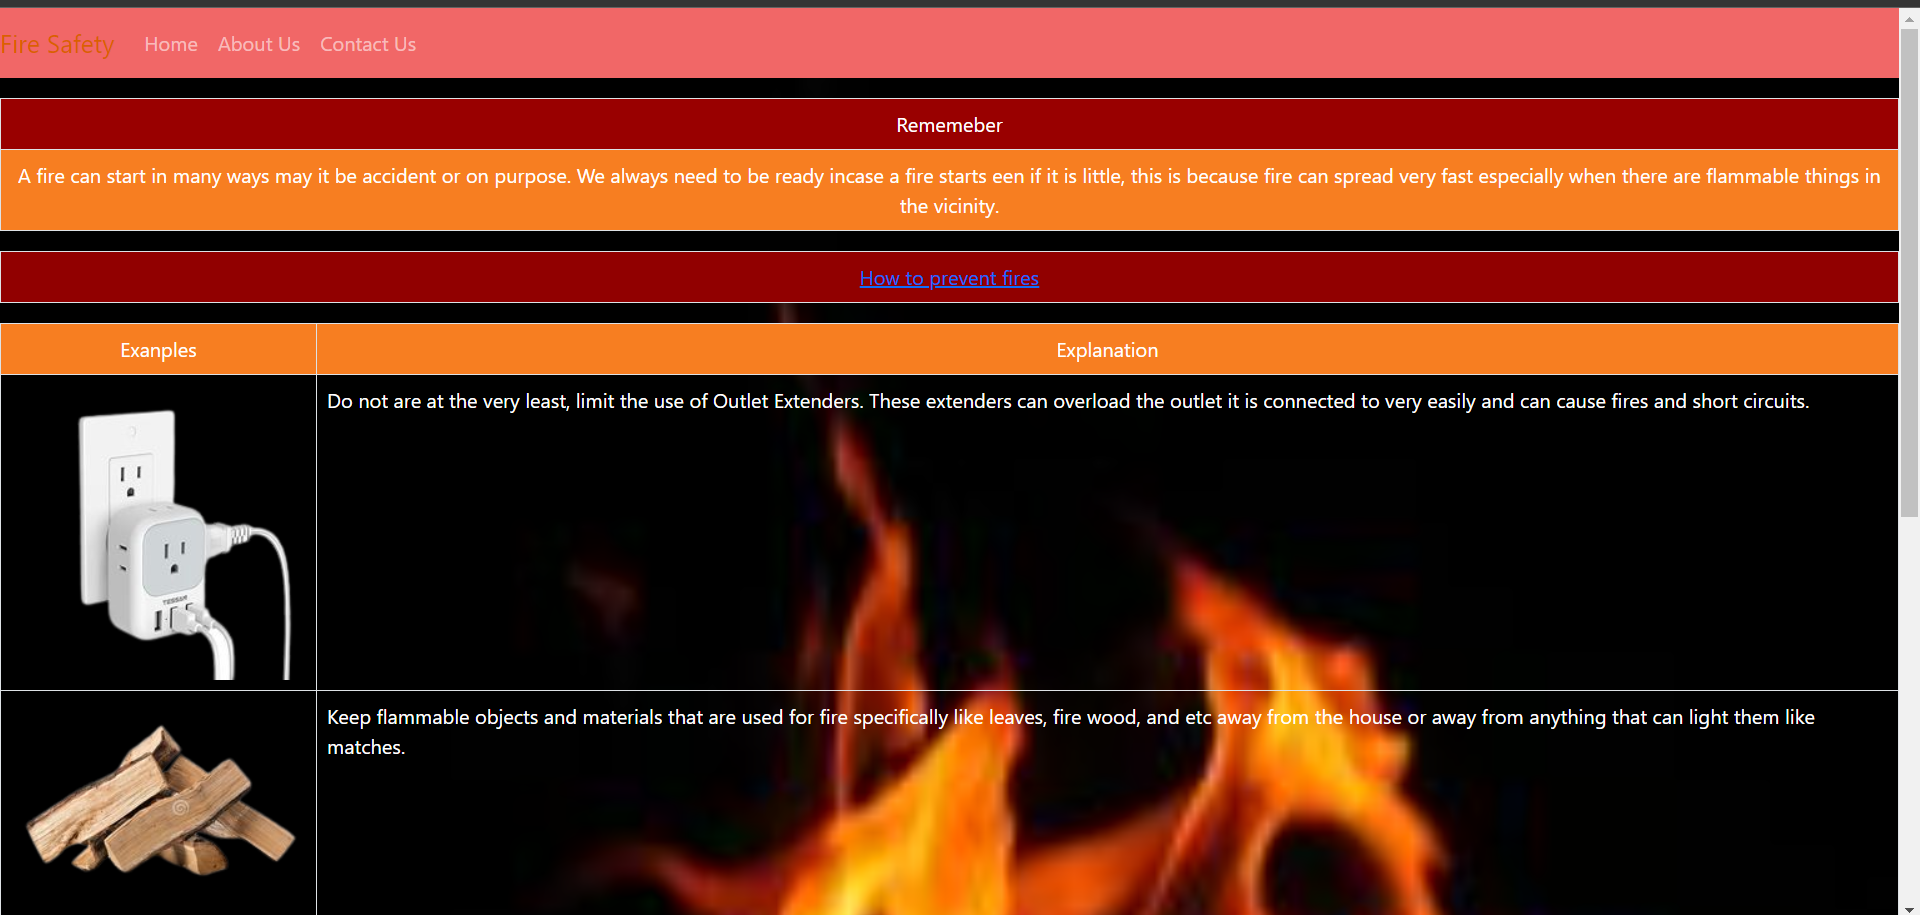 Fire Safety Home About Us Contact Us
Rememeber
A fire can start in many ways may it be accident or on purpose. We always need to be ready incase a fire starts een if it is little, this is because fire can spread very fast especially when there are flammable things in
the vicinity.
How to prevent fires
Exanples Explanation
Do not are at the very least, limit the use of Outlet Extenders. These extenders can overload the outlet it is connected to very easily and can cause fires and short circuits.
TESSAN
Keep flammable objects and materials that are used for fire specifically like leaves, fire wood, and etc away from the house or away from anything that can light them like
matches.